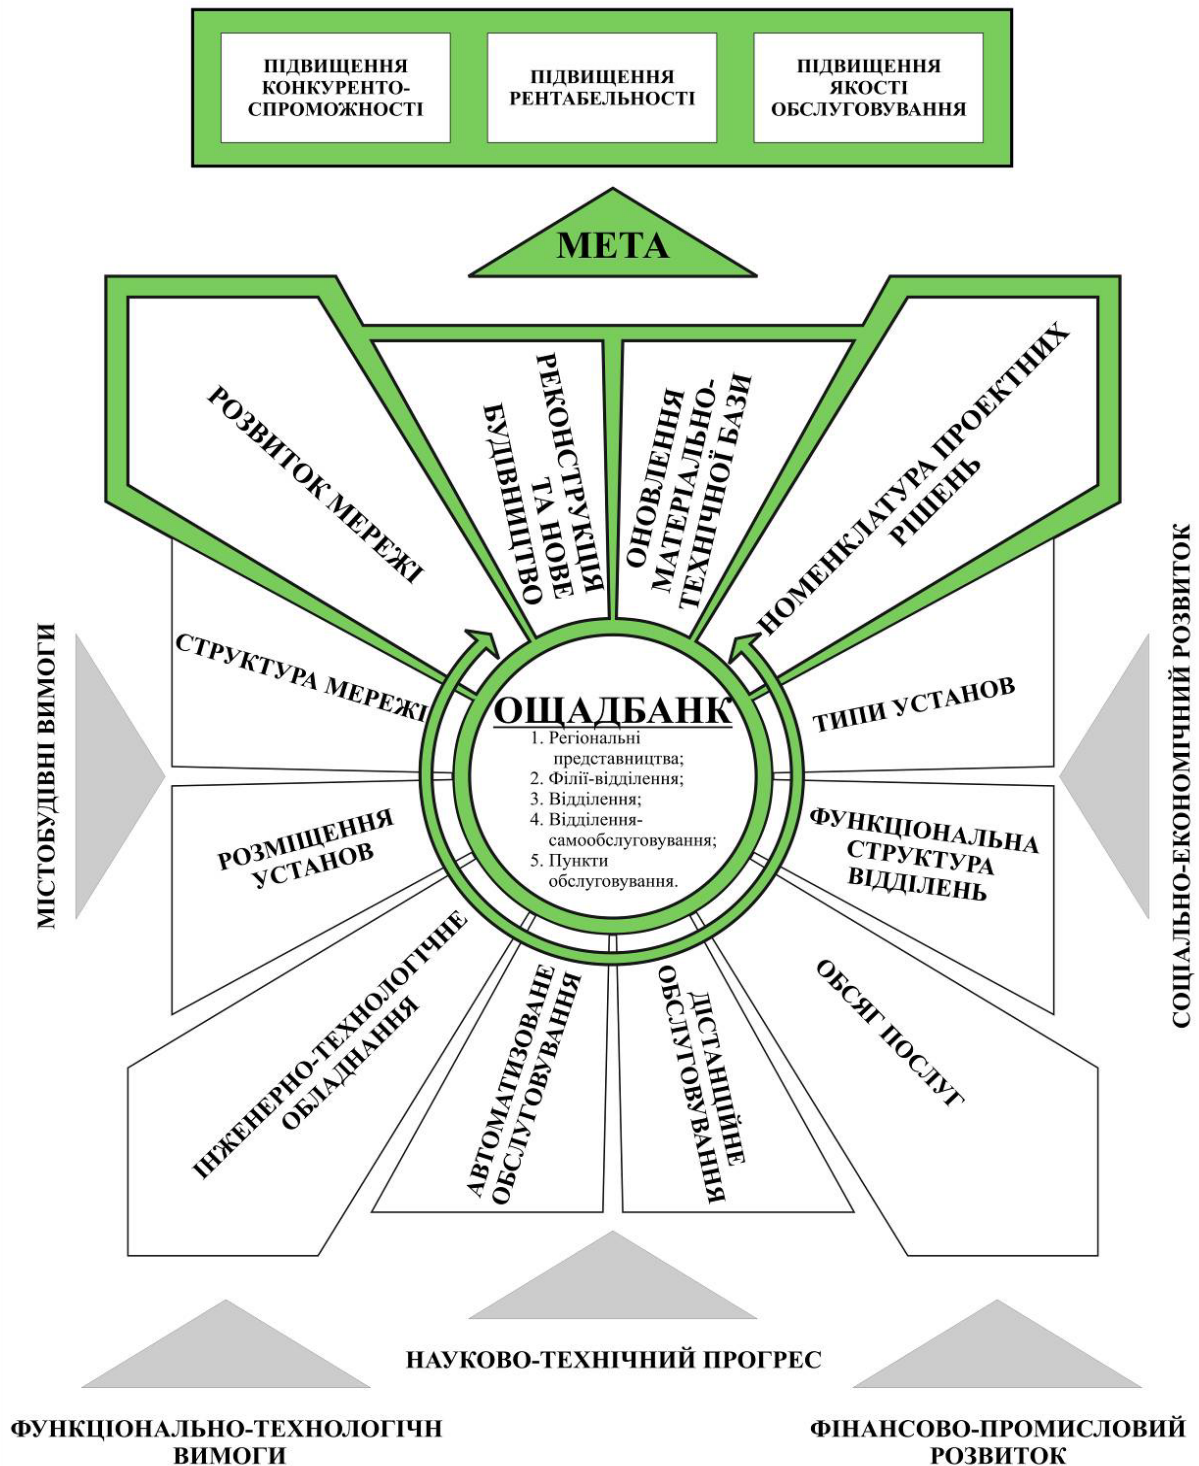 ПІДВИЩЕННЯ
КОНКУРЕНТО-
СПРОМОЖНОСТІ
ПІДВИЩЕННЯ
РЕНТАБЕЛЬНОСТІ
ПІДВИЩЕННЯ
ЯКОСТІ
ОБСЛУГОВУВАННЯ
МЕТА
РОЗВИТОК МЕРЕЖІ
РЕКОНСТРУКЦІЯ
ТА НОВЕ
БУДІВНИЦТВО
ОНОВЛЕННЯ
МАТЕРІАЛЬНО-
ТЕХНІЧНОЇ БАЗИ
НОМЕНКЛАТУРА ПРОЕКТНИХ
РІШЕНЬ
СТРУКТУРА МЕРЕЖІ
ТИПИ УСТАНОВ
ОЩАДБАНК
1. Регіональні
представництва;
2. Філії-відділення;
3. Відділення;
4. Відділення-
самообслуговування;
5. Пункти
обслуговування.
РОЗМІЩЕННЯ
УСТАНОВ
ФУНКЦІОНАЛЬНА
СТРУКТУРА
ВІДДІЛЕНЬ
ІНЖЕНЕРНО-ТЕХНОЛОГІЧНЕ
ОБЛАДНАННЯ
АВТОМАТИЗОВАНЕ
ОБСЛУГОВУВАННЯ
ДІСТАНЦІЙНЕ
ОБСЛУГОВУВАННЯ
ОБСЯГ ПОСЛУГ
МІСТОБУДІВНІ ВИМОГИ
СОЦІАЛЬНО-ЕКОНОМІЧНИЙ РОЗВИТОК
НАУКОВО-ТЕХНІЧНИЙ ПРОГРЕС
ФУНКЦІОНАЛЬНО-ТЕХНОЛОГІЧН
ВИМОГИ
ФІНАНСОВО-ПРОМИСЛОВИЙ
РОЗВИТОК